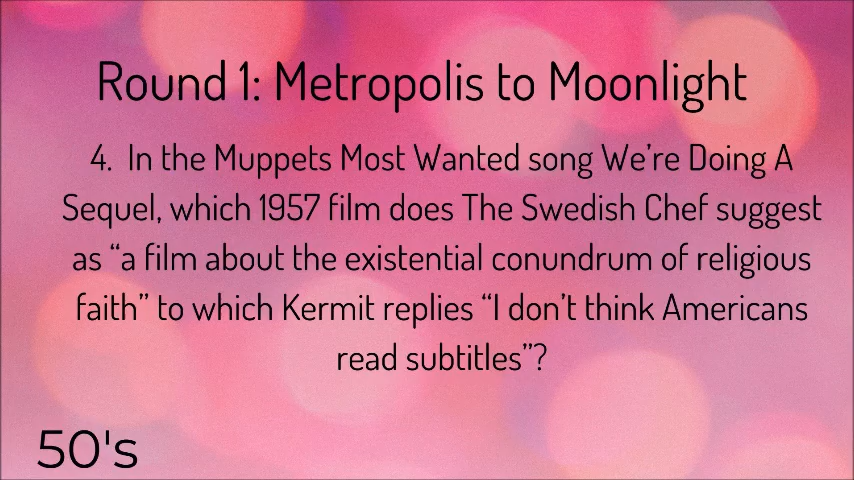 Round 1: Metropolis to Moonlight
4. In the Muppets Most Wanted song We're Doing A
Sequel, which 1957 film does The Swedish Chef suggest
as “a film about the existential conundrum of religious
faith” to which Kermit replies “I don't think Americans
read subtitles”?
50's